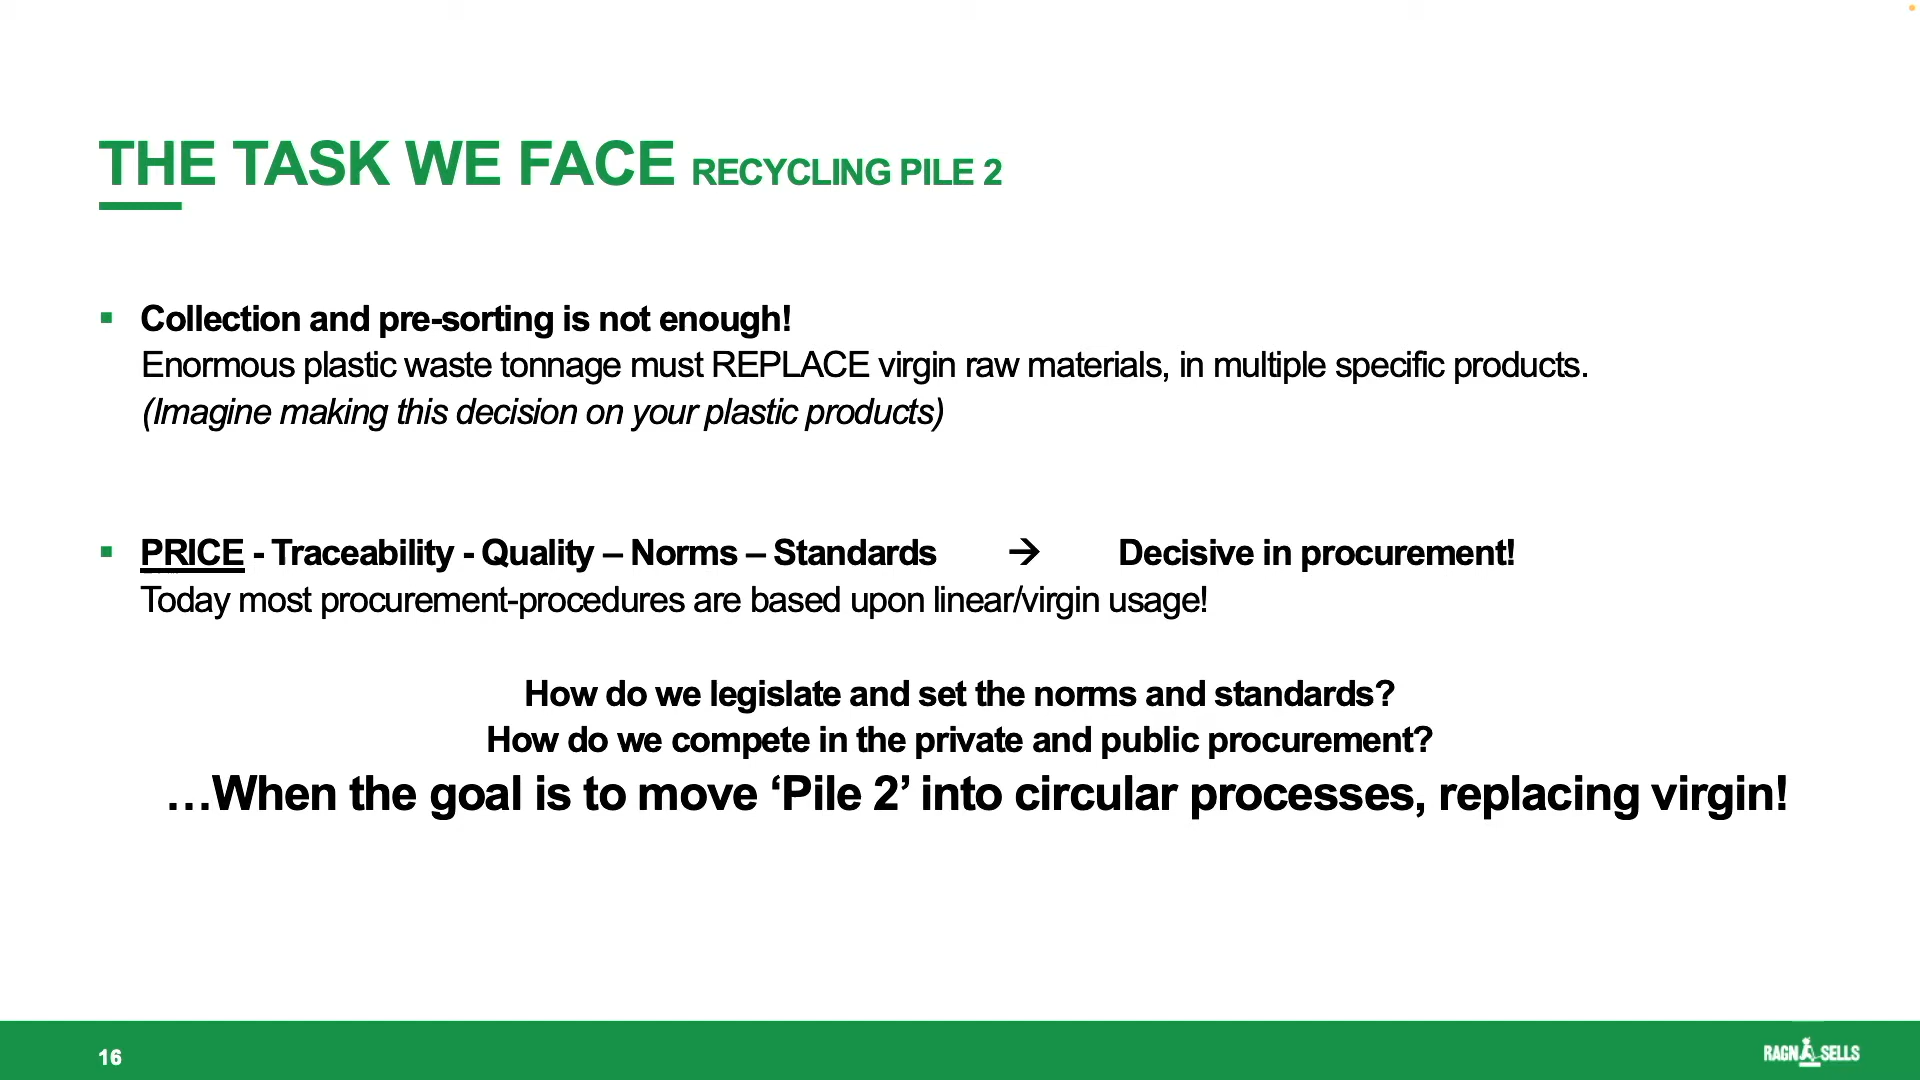 THE TASK WE FACE RECYCLING PILE 2
▪ Collection and pre-sorting is not enough!
Enormous plastic waste tonnage must REPLACE virgin raw materials, in multiple specific products.
(Imagine making this decision on your plastic products)
▪ PRICE - Traceability - Quality – Norms – Standards → Decisive in procurement!
Today most procurement-procedures are based upon linear/virgin usage!
How do we legislate and set the norms and standards?
How do we compete in the private and public procurement?
…When the goal is to move ‘Pile 2’ into circular processes, replacing virgin!
16
RAGN SELLS